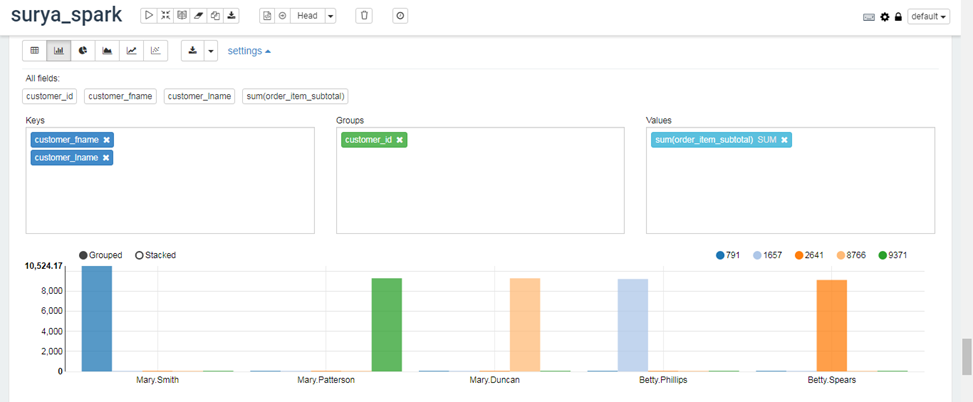 surya_spark Head default
settings
All fields:
customer_id customer_fname customer_lname sum(order_item_subtotal)
Keys Groups Values
customer_fname ✖ customer_id ✖ sum(order_item_subtotal) SUM ✖
customer_lname ✖
Grouped Stacked 791 1657 2641 8766 9371
10,524.17
8,000
6,000
4,000
2,000
0
Mary.Smith Mary.Patterson Mary.Duncan Betty.Phillips Betty.Spears